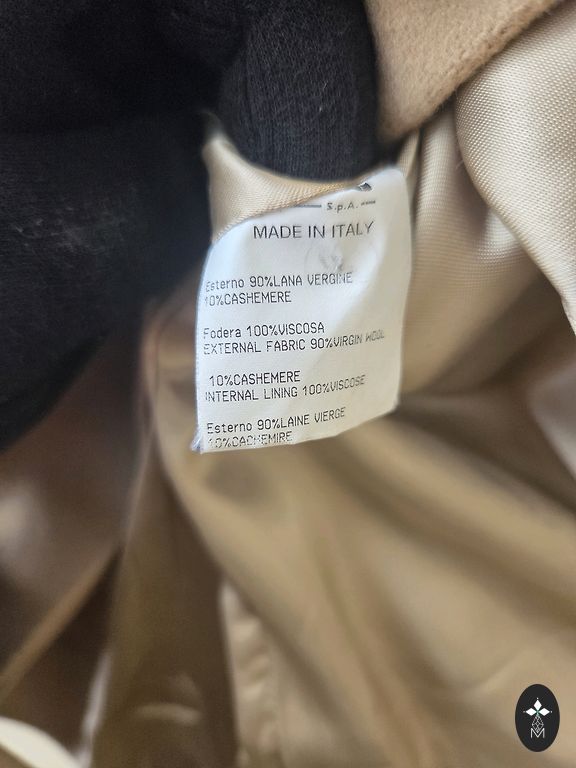 S.p.A.
MADE IN ITALY
Esterno 90%LANA VERGINE
10%CASHEMERE
Fodera 100%VISCOSA
EXTERNAL FABRIC 90%VIRGIN WOOL
10%CASHEMERE
INTERNAL LINING 100%VISCOSE
Esterno 90%LAINE VIERGE
10%CACHEMIRE
M